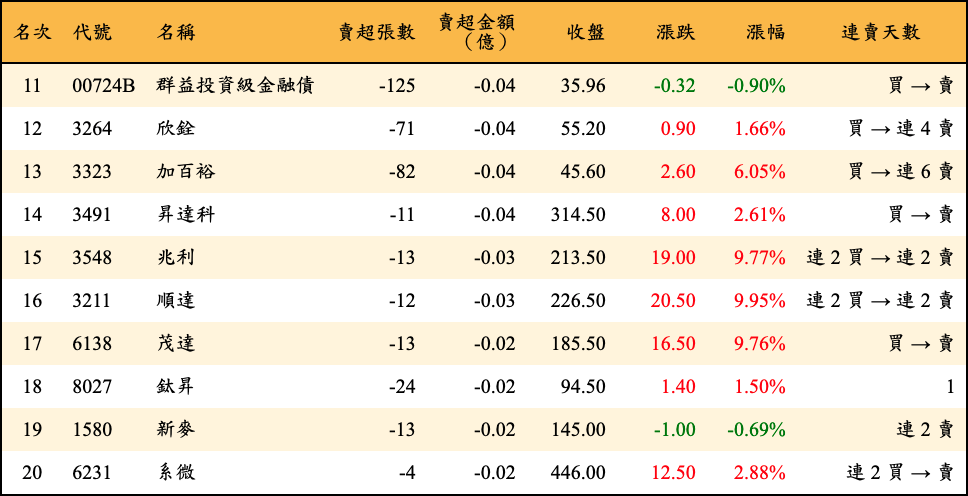 名次 代號 名稱 賣超張數 賣超金額（億） 收盤 漲跌 漲幅 連賣天數
11 00724B 群益投資級金融債 -125 -0.04 35.96 -0.32 -0.90% 買 → 賣
12 3264 欣銓 -71 -0.04 55.20 0.90 1.66% 買 → 連 4 賣
13 3323 加百裕 -82 -0.04 45.60 2.60 6.05% 買 → 連 6 賣
14 3491 昇達科 -11 -0.04 314.50 8.00 2.61% 買 → 賣
15 3548 兆利 -13 -0.03 213.50 19.00 9.77% 連 2 買 → 連 2 賣
16 3211 順達 -12 -0.03 226.50 20.50 9.95% 連 2 買 → 連 2 賣
17 6138 茂達 -13 -0.02 185.50 16.50 9.76% 買 → 賣
18 8027 鈦昇 -24 -0.02 94.50 1.40 1.50% 1
19 1580 新麥 -13 -0.02 145.00 -1.00 -0.69% 連 2 賣
20 6231 系微 -4 -0.02 446.00 12.50 2.88% 連 2 買 → 賣